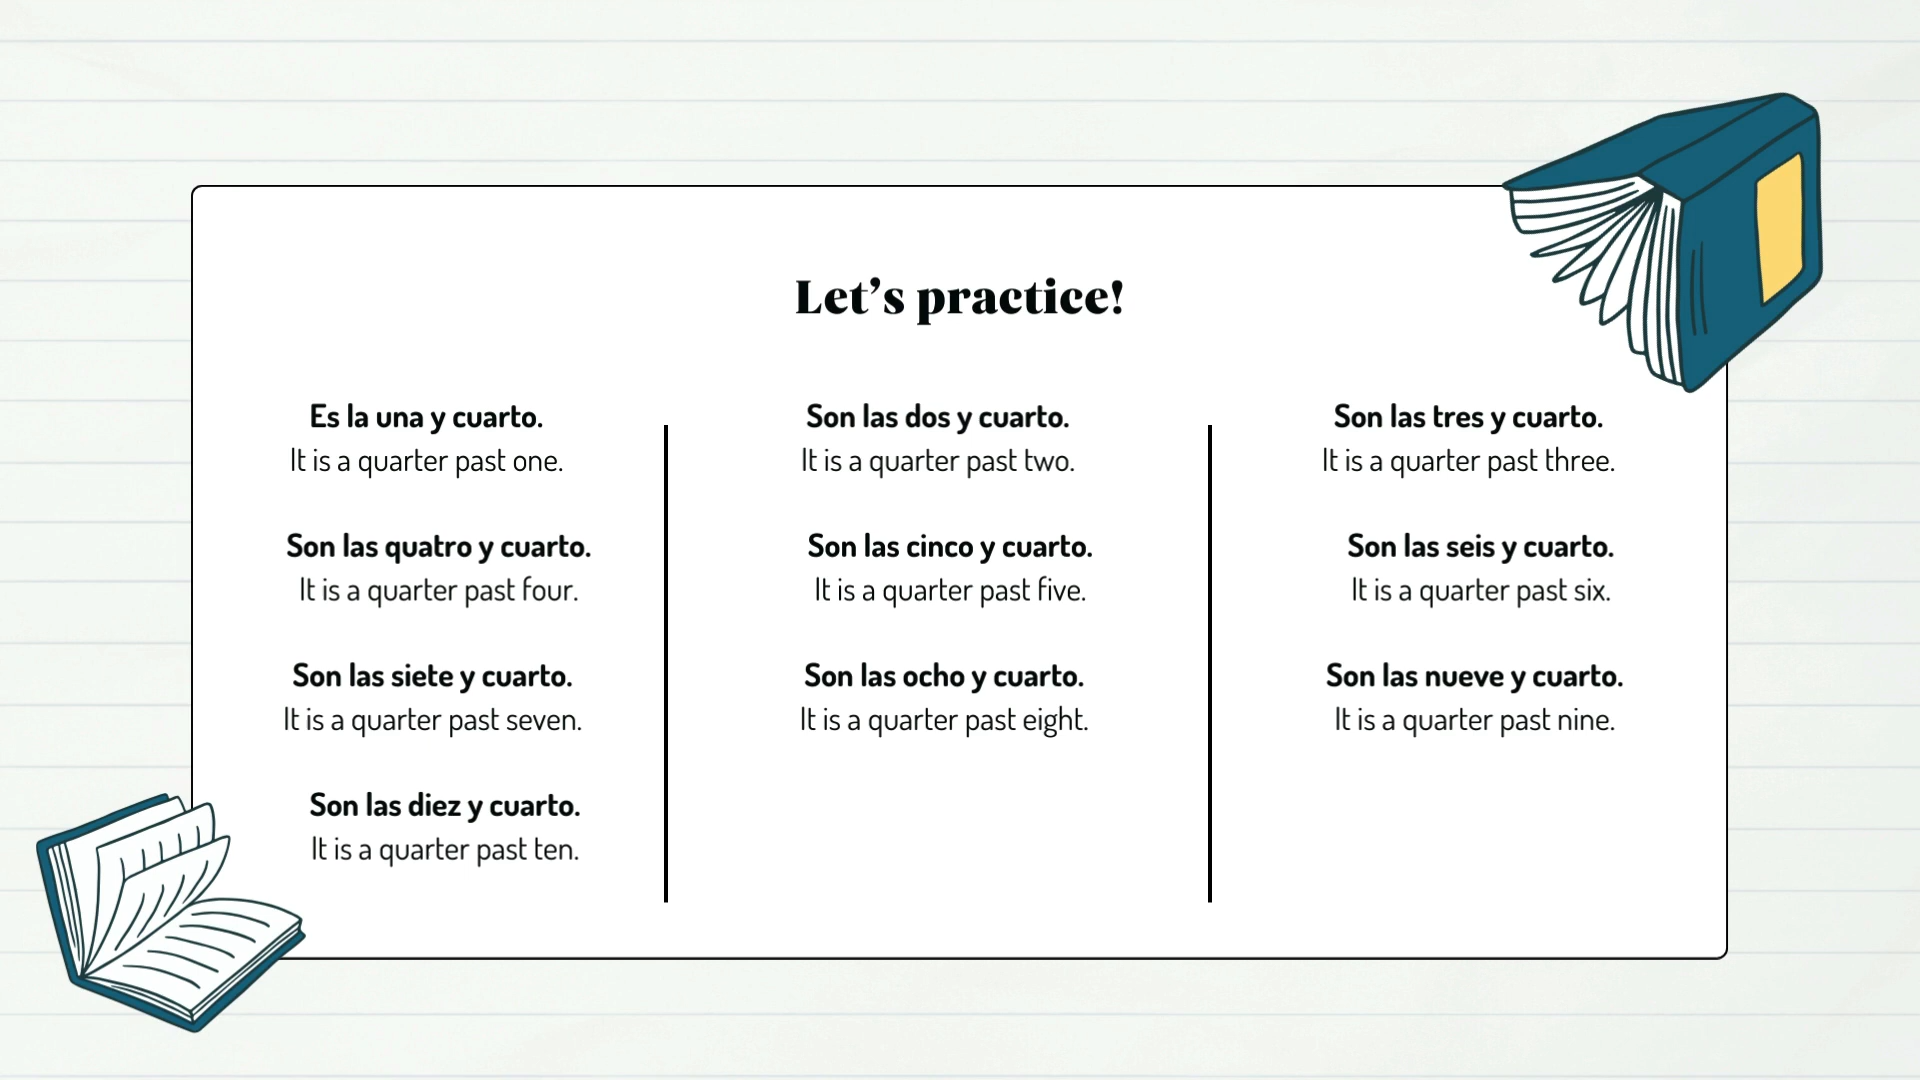 Let's practice!
Es la una y cuarto.
It is a quarter past one.
Son las dos y cuarto.
It is a quarter past two.
Son las tres y cuarto.
It is a quarter past three.
Son las quatro y cuarto.
It is a quarter past four.
Son las cinco y cuarto.
It is a quarter past five.
Son las seis y cuarto.
It is a quarter past six.
Son las siete y cuarto.
It is a quarter past seven.
Son las ocho y cuarto.
It is a quarter past eight.
Son las nueve y cuarto.
It is a quarter past nine.
Son las diez y cuarto.
It is a quarter past ten.